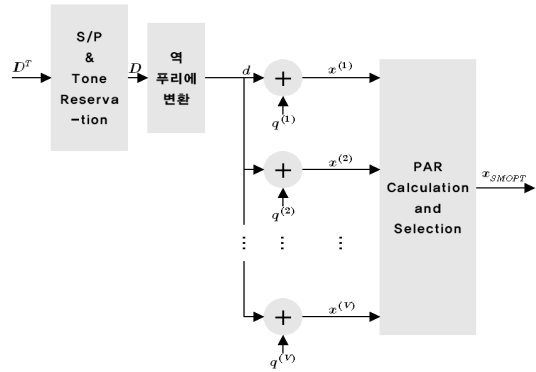 S/P
&
Tone
Reserva
-tion
역
푸리에
변환
D^T
D
d
+
x^(1)
q^(1)
+
x^(2)
q^(2)
⋮ ⋮ ⋮
+
x^(V)
q^(V)
PAR
Calculation
and
Selection
x_SMOPT